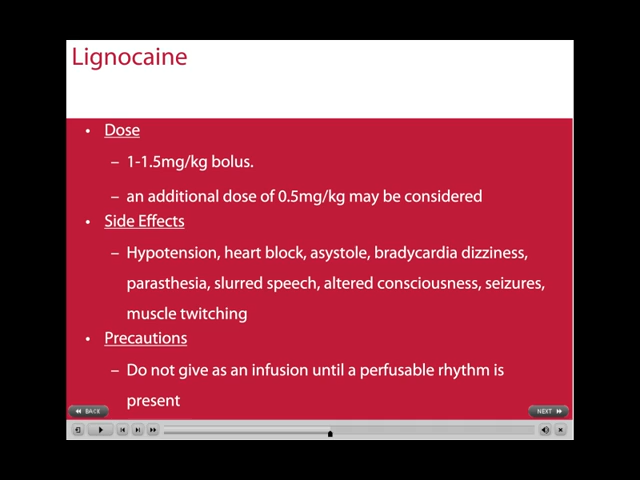 Lignocaine
• Dose
– 1-1.5mg/kg bolus.
– an additional dose of 0.5mg/kg may be considered
• Side Effects
– Hypotension, heart block, asystole, bradycardia dizziness,
parasthesia, slurred speech, altered consciousness, seizures,
muscle twitching
• Precautions
– Do not give as an infusion until a perfusable rhythm is
present
BACK
NEXT